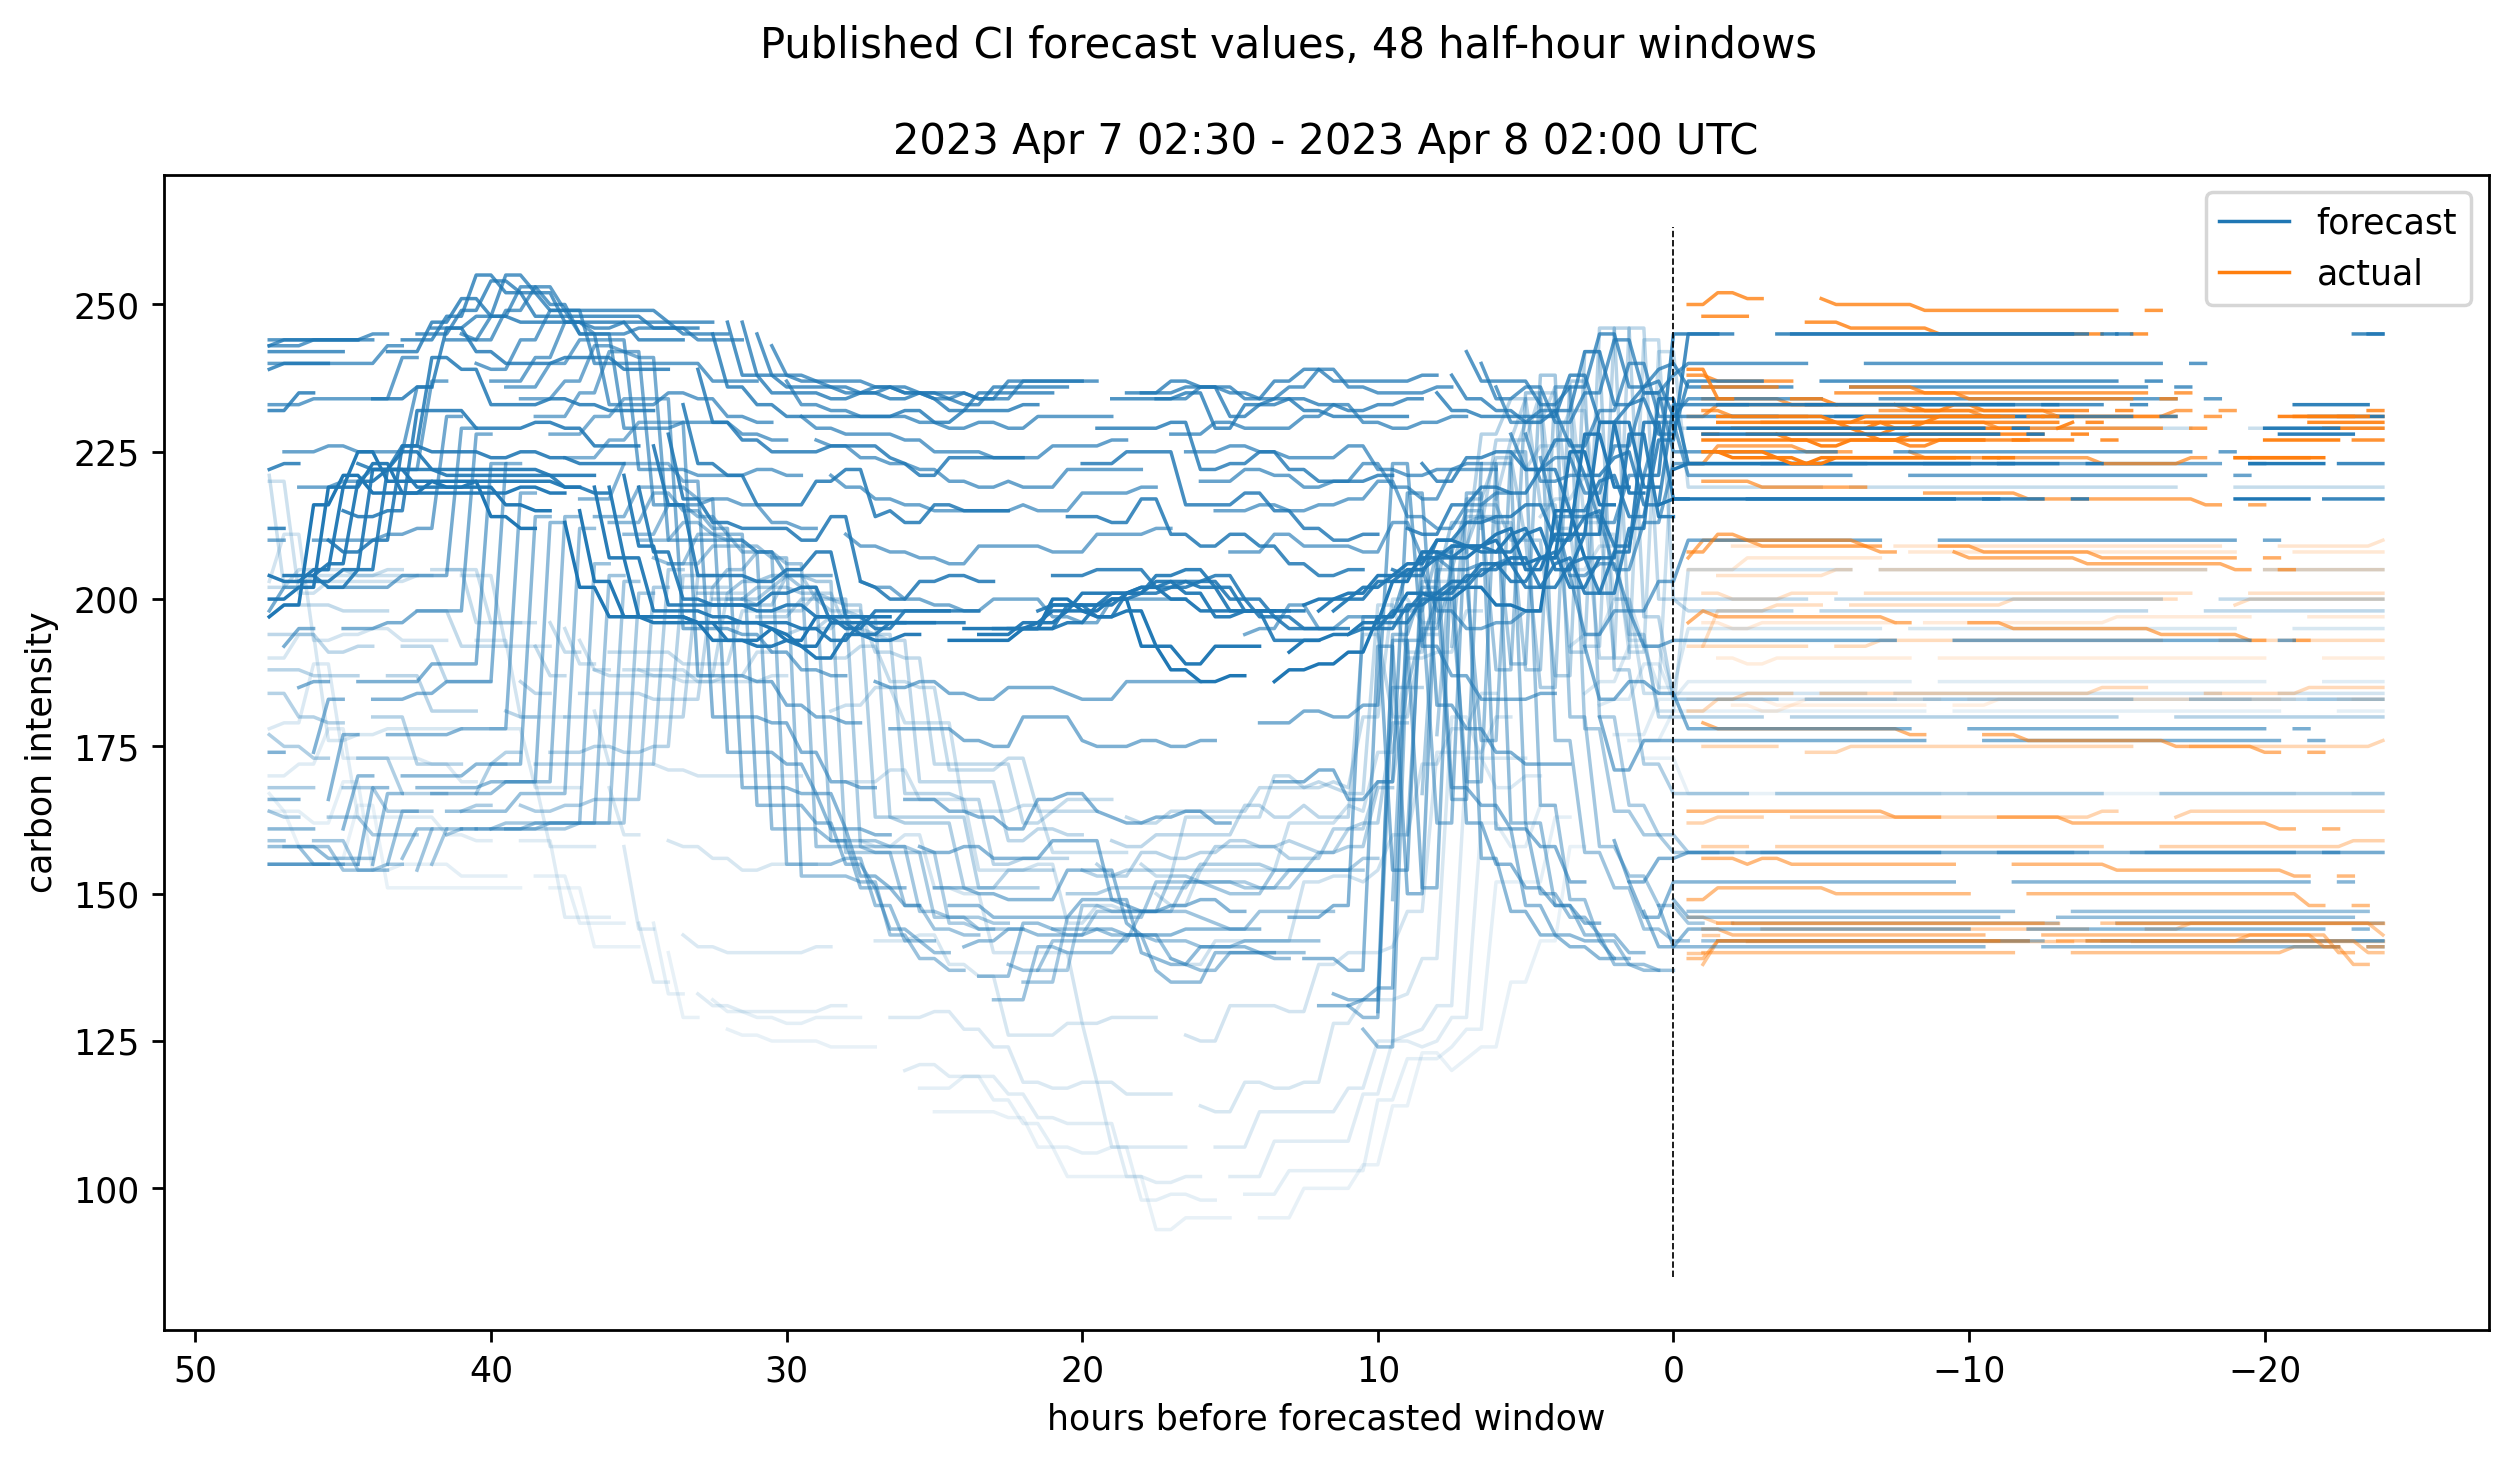 Published CI forecast values, 48 half-hour windows
2023 Apr 7 02:30 - 2023 Apr 8 02:00 UTC
forecast
actual
carbon intensity
250
225
200
175
150
125
100
50 40 30 20 10 0 −10 −20
hours before forecasted window